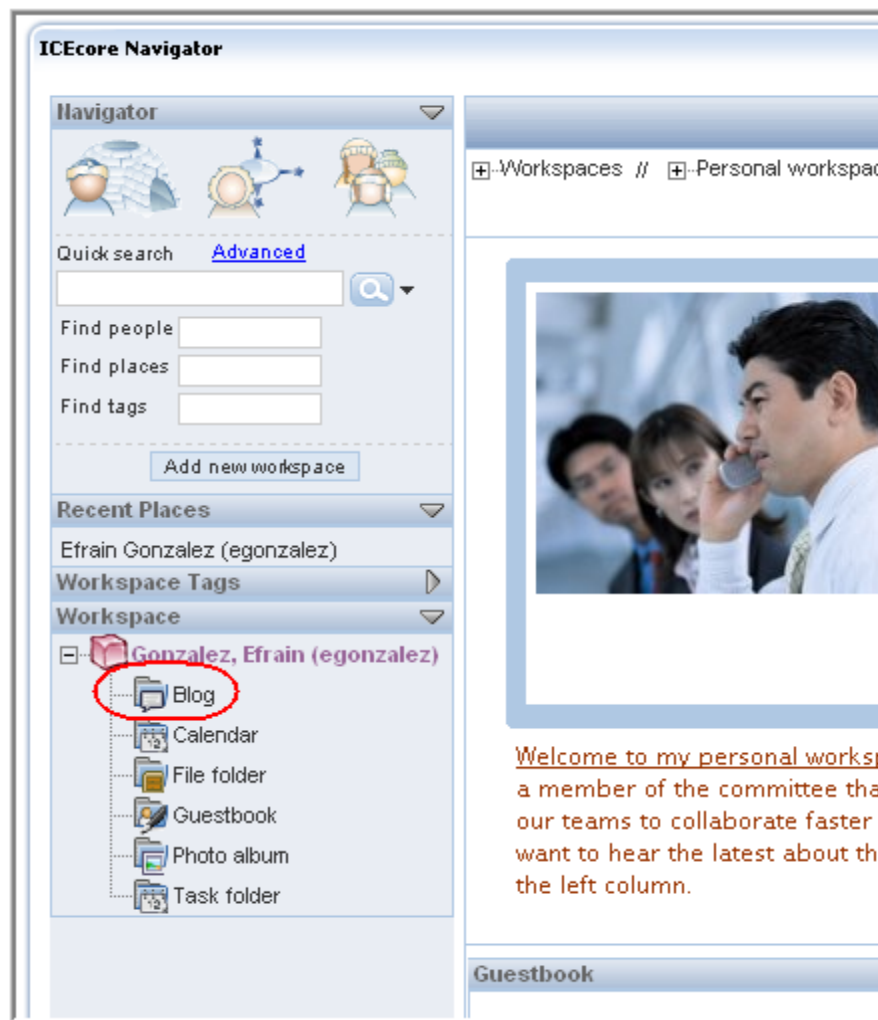 ICEcore Navigator
Navigator
Quick search Advanced
Find people
Find places
Find tags
Add new workspace
Recent Places
Efrain Gonzalez (egonzalez)
Workspace Tags
Workspace
Gonzalez, Efrain (egonzalez)
Blog
Calendar
File folder
Guestbook
Photo album
Task folder
Workspaces // Personal workspac
Welcome to my personal works
a member of the committee tha
our teams to collaborate faster
want to hear the latest about th
the left column.
Guestbook